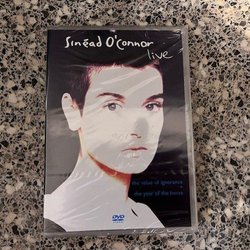 Sinéad O'Connor
live
the value of ignorance
the year of the horse
DVD